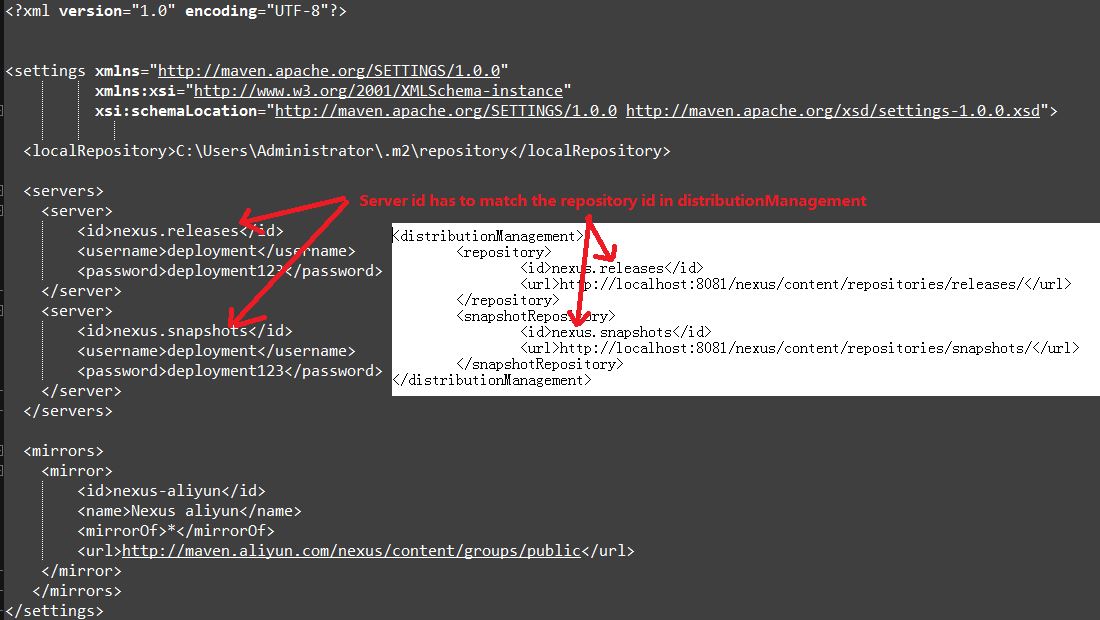 <?xml version="1.0" encoding="UTF-8"?>
<settings xmlns="http://maven.apache.org/SETTINGS/1.0.0"
xmlns:xsi="http://www.w3.org/2001/XMLSchema-instance"
xsi:schemaLocation="http://maven.apache.org/SETTINGS/1.0.0 http://maven.apache.org/xsd/settings-1.0.0.xsd">
<localRepository>C:\Users\Administrator\.m2\repository</localRepository>
<servers>
<server>
<id>nexus.releases</id>
<username>deployment</username>
<password>deployment123</password>
</server>
<server>
<id>nexus.snapshots</id>
<username>deployment</username>
<password>deployment123</password>
</server>
</servers>
Server id has to match the repository id in distributionManagement
<distributionManagement>
<repository>
<id>nexus.releases</id>
<url>http://localhost:8081/nexus/content/repositories/releases/</url>
</repository>
<snapshotRepository>
<id>nexus.snapshots</id>
<url>http://localhost:8081/nexus/content/repositories/snapshots/</url>
</snapshotRepository>
</distributionManagement>
<mirrors>
<mirror>
<id>nexus-aliyun</id>
<name>Nexus aliyun</name>
<mirrorOf>*</mirrorOf>
<url>http://maven.aliyun.com/nexus/content/groups/public</url>
</mirror>
</mirrors>
</settings>